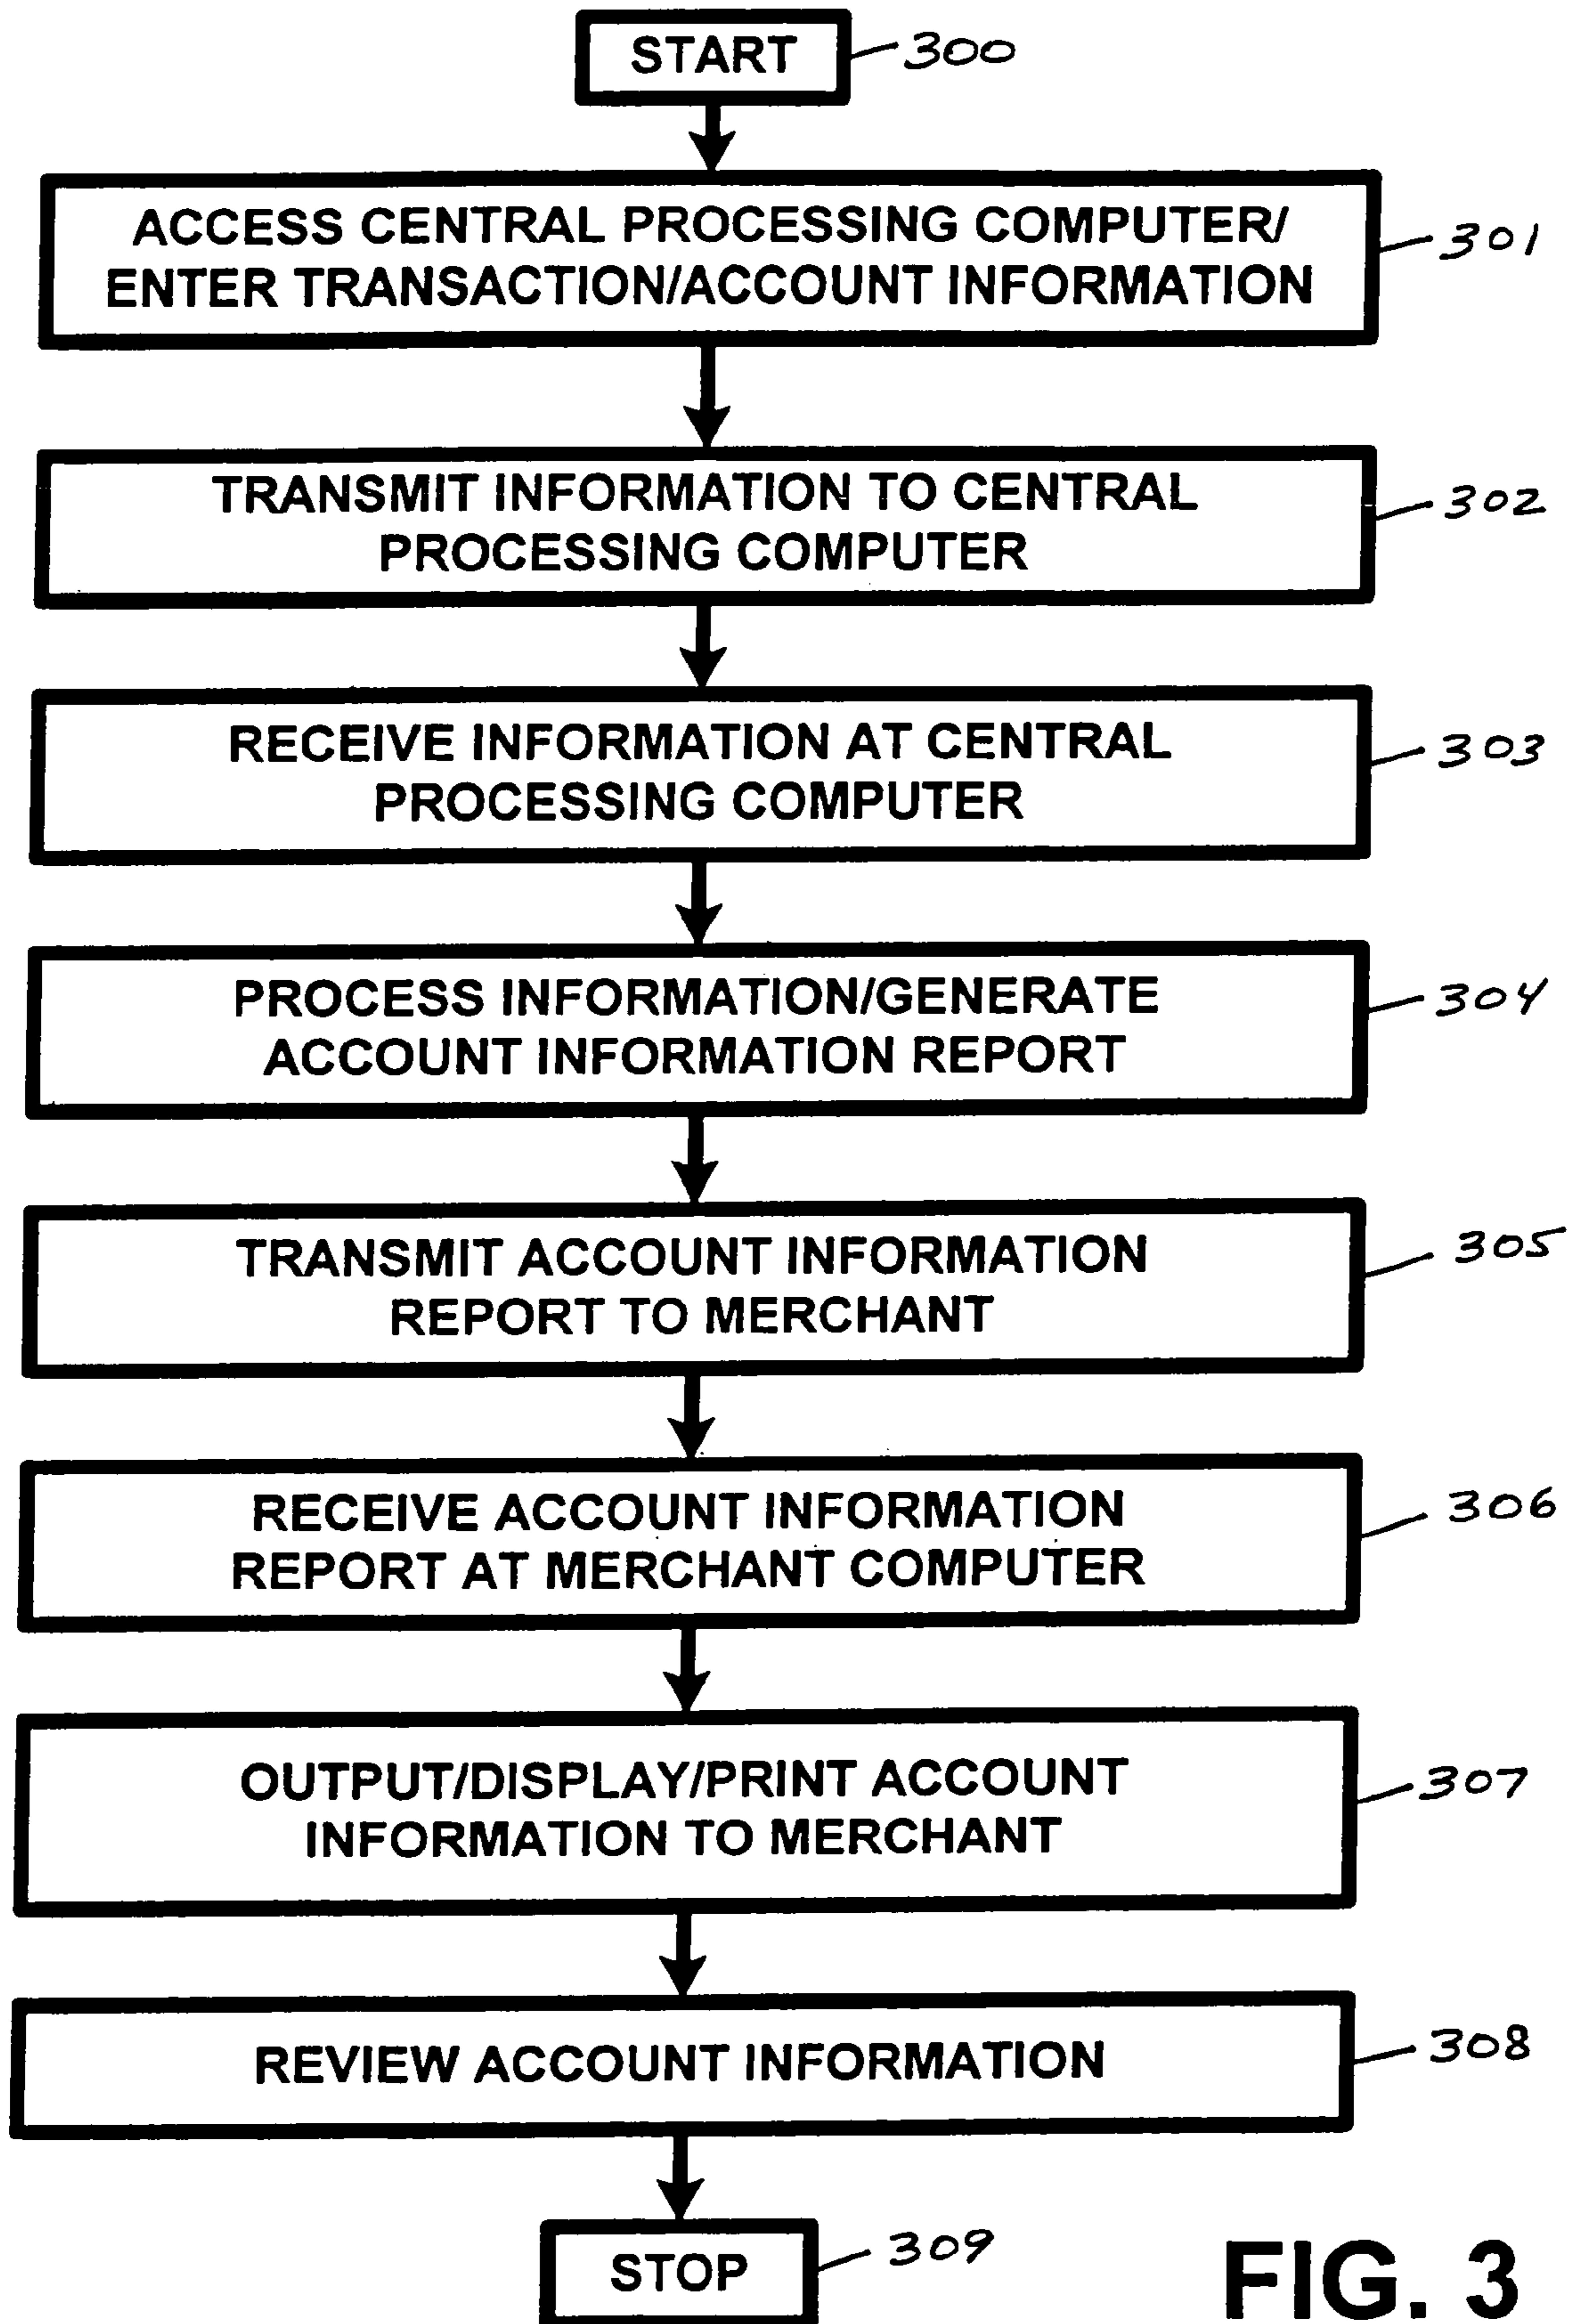 START
300
ACCESS CENTRAL PROCESSING COMPUTER/
ENTER TRANSACTION/ACCOUNT INFORMATION
301
TRANSMIT INFORMATION TO CENTRAL
PROCESSING COMPUTER
302
RECEIVE INFORMATION AT CENTRAL
PROCESSING COMPUTER
303
PROCESS INFORMATION/GENERATE
ACCOUNT INFORMATION REPORT
304
TRANSMIT ACCOUNT INFORMATION
REPORT TO MERCHANT
305
RECEIVE ACCOUNT INFORMATION
REPORT AT MERCHANT COMPUTER
306
OUTPUT/DISPLAY/PRINT ACCOUNT
INFORMATION TO MERCHANT
307
REVIEW ACCOUNT INFORMATION
308
STOP
309
FIG. 3